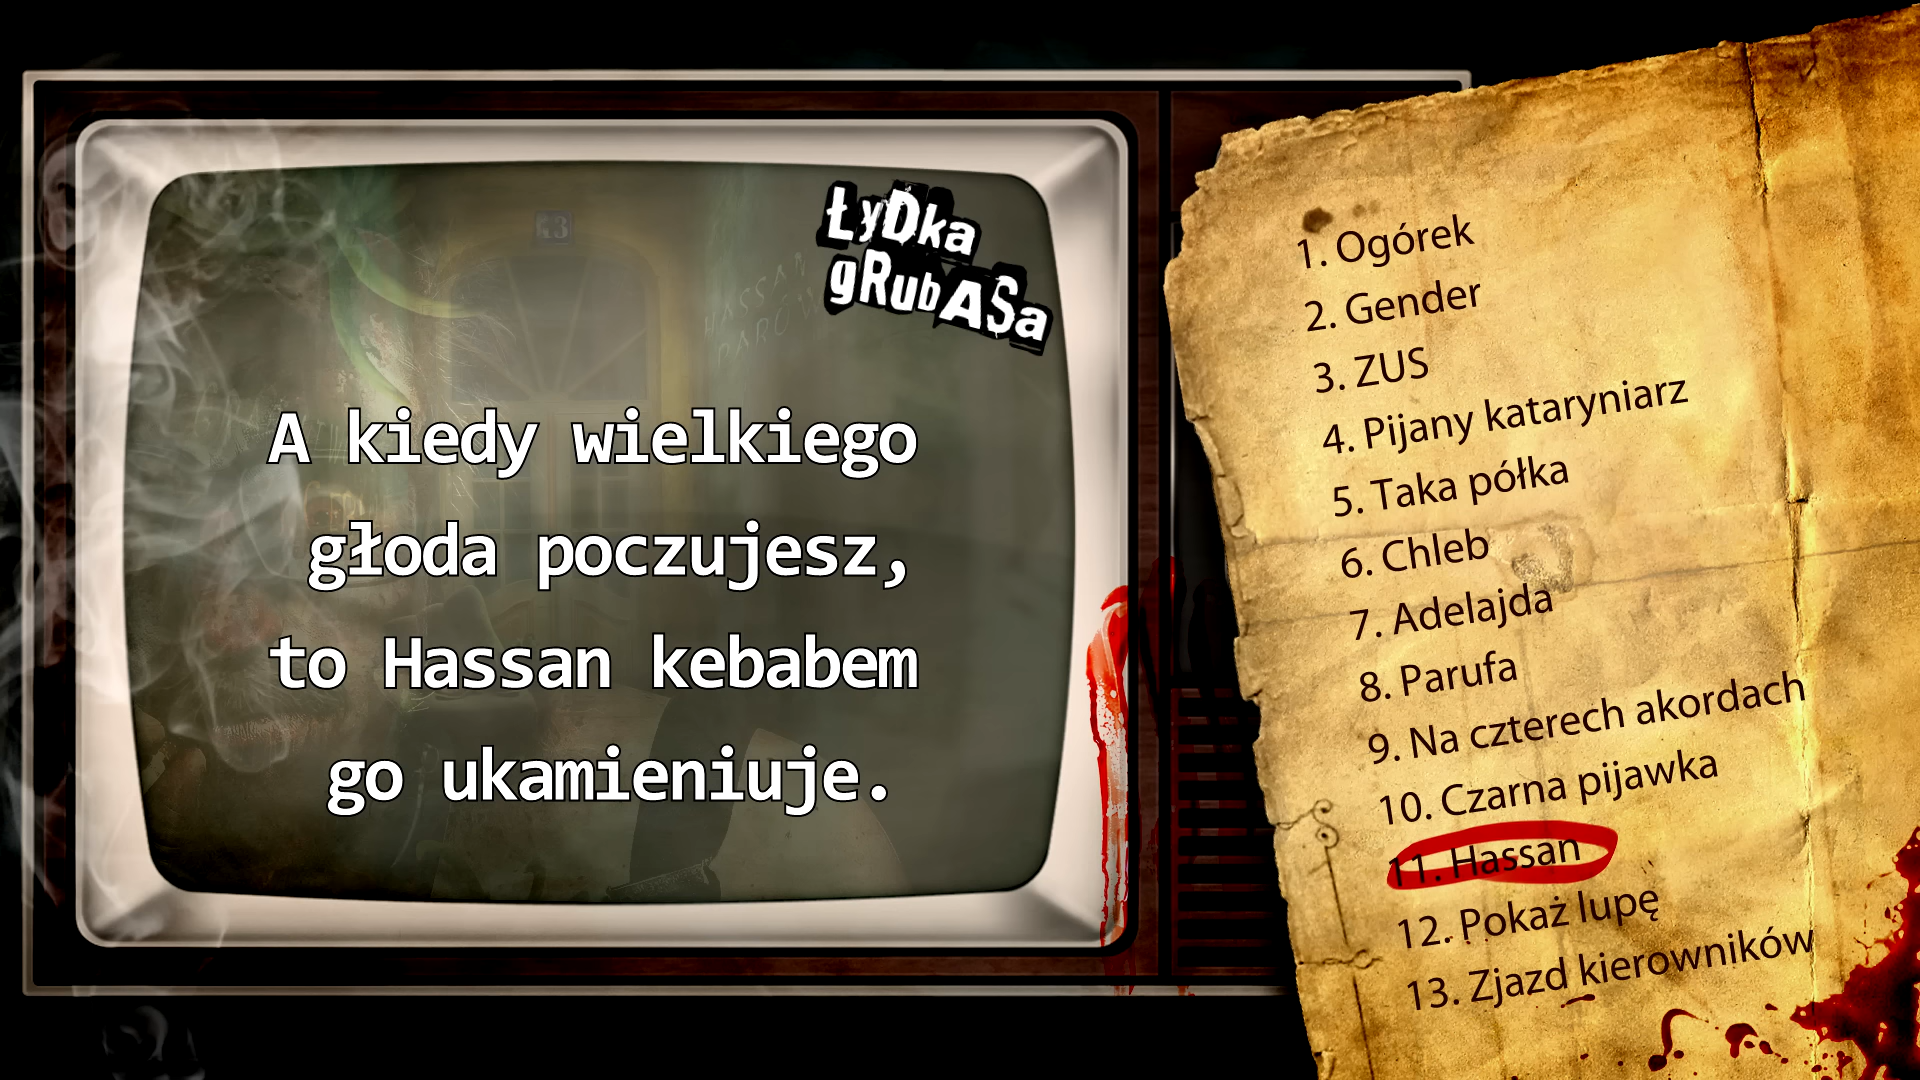 ŁyDka
gRubASa
A kiedy wielkiego
głoda poczujesz,
to Hassan kebabem
go ukamieniuje.
1. Ogórek
2. Gender
3. ZUS
4. Pijany kataryniarz
5. Taka półka
6. Chleb
7. Adelajda
8. Parufa
9. Na czterech akordach
10. Czarna pijawka
11. Hassan
12. Pokaż lupę
13. Zjazd kierowników